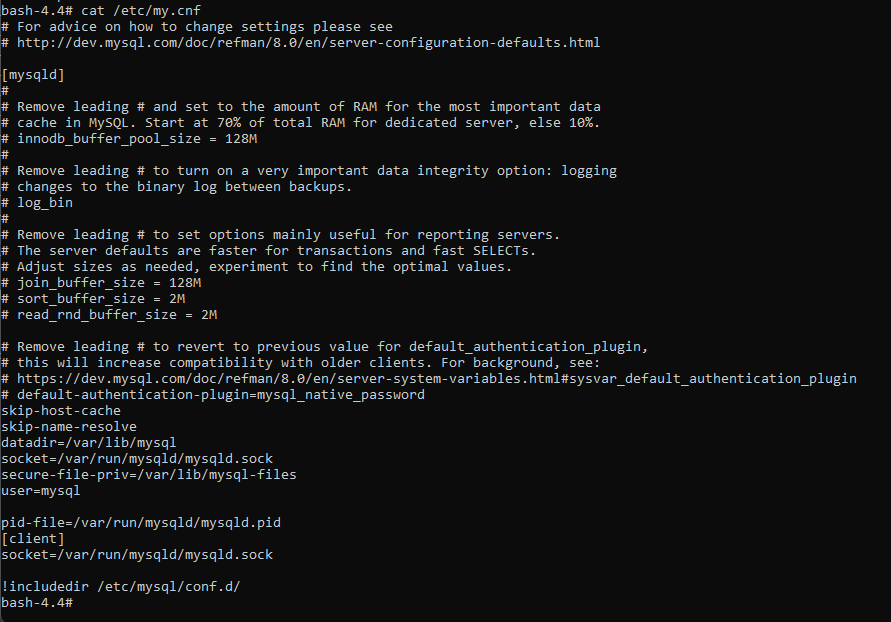 bash-4.4# cat /etc/my.cnf
# For advice on how to change settings please see
# http://dev.mysql.com/doc/refman/8.0/en/server-configuration-defaults.html
[mysqld]
#
# Remove leading # and set to the amount of RAM for the most important data
# cache in MySQL. Start at 70% of total RAM for dedicated server, else 10%.
# innodb_buffer_pool_size = 128M
#
# Remove leading # to turn on a very important data integrity option: logging
# changes to the binary log between backups.
# log_bin
#
# Remove leading # to set options mainly useful for reporting servers.
# The server defaults are faster for transactions and fast SELECTs.
# Adjust sizes as needed, experiment to find the optimal values.
# join_buffer_size = 128M
# sort_buffer_size = 2M
# read_rnd_buffer_size = 2M
# Remove leading # to revert to previous value for default_authentication_plugin,
# this will increase compatibility with older clients. For background, see:
# https://dev.mysql.com/doc/refman/8.0/en/server-system-variables.html#sysvar_default_authentication_plugin
# default-authentication-plugin=mysql_native_password
skip-host-cache
skip-name-resolve
datadir=/var/lib/mysql
socket=/var/run/mysqld/mysqld.sock
secure-file-priv=/var/lib/mysql-files
user=mysql
pid-file=/var/run/mysqld/mysqld.pid
[client]
socket=/var/run/mysqld/mysqld.sock
!includedir /etc/mysql/conf.d/
bash-4.4#